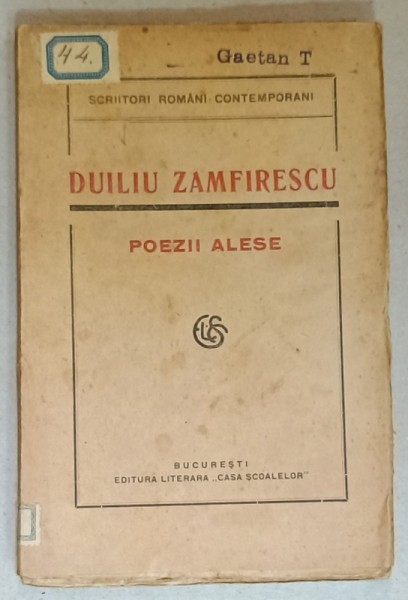 44.
Gaetan T
SCRIITORI ROMÂNI CONTEMPORANI
DUILIU ZAMFIRESCU
POEZII ALESE
BUCUREȘTI
EDITURA LITERARA „CASA ȘCOALELOR"